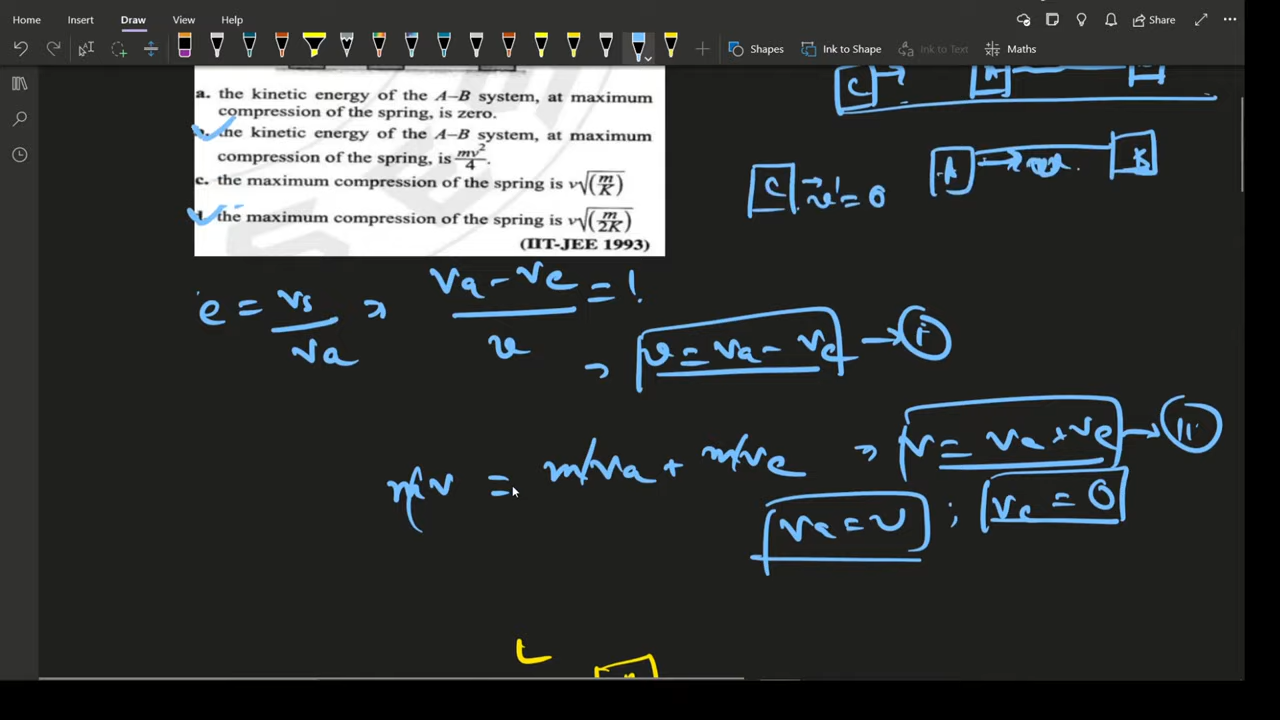 Home Insert Draw View Help
Share
Shapes Ink to Shape Ink to Text Maths
a. the kinetic energy of the A–B system, at maximum
compression of the spring, is zero.
the kinetic energy of the A–B system, at maximum
compression of the spring, is mv²/4.
c. the maximum compression of the spring is v√(m/K)
the maximum compression of the spring is v√(m/2K)
(IIT-JEE 1993)
C A
C v' = 0 A B
e = vs/va → va - vc / v = 1
→ v = va - vc → i
mv = mva + mvc → v = va + vc → ii
va = v ; vc = 0